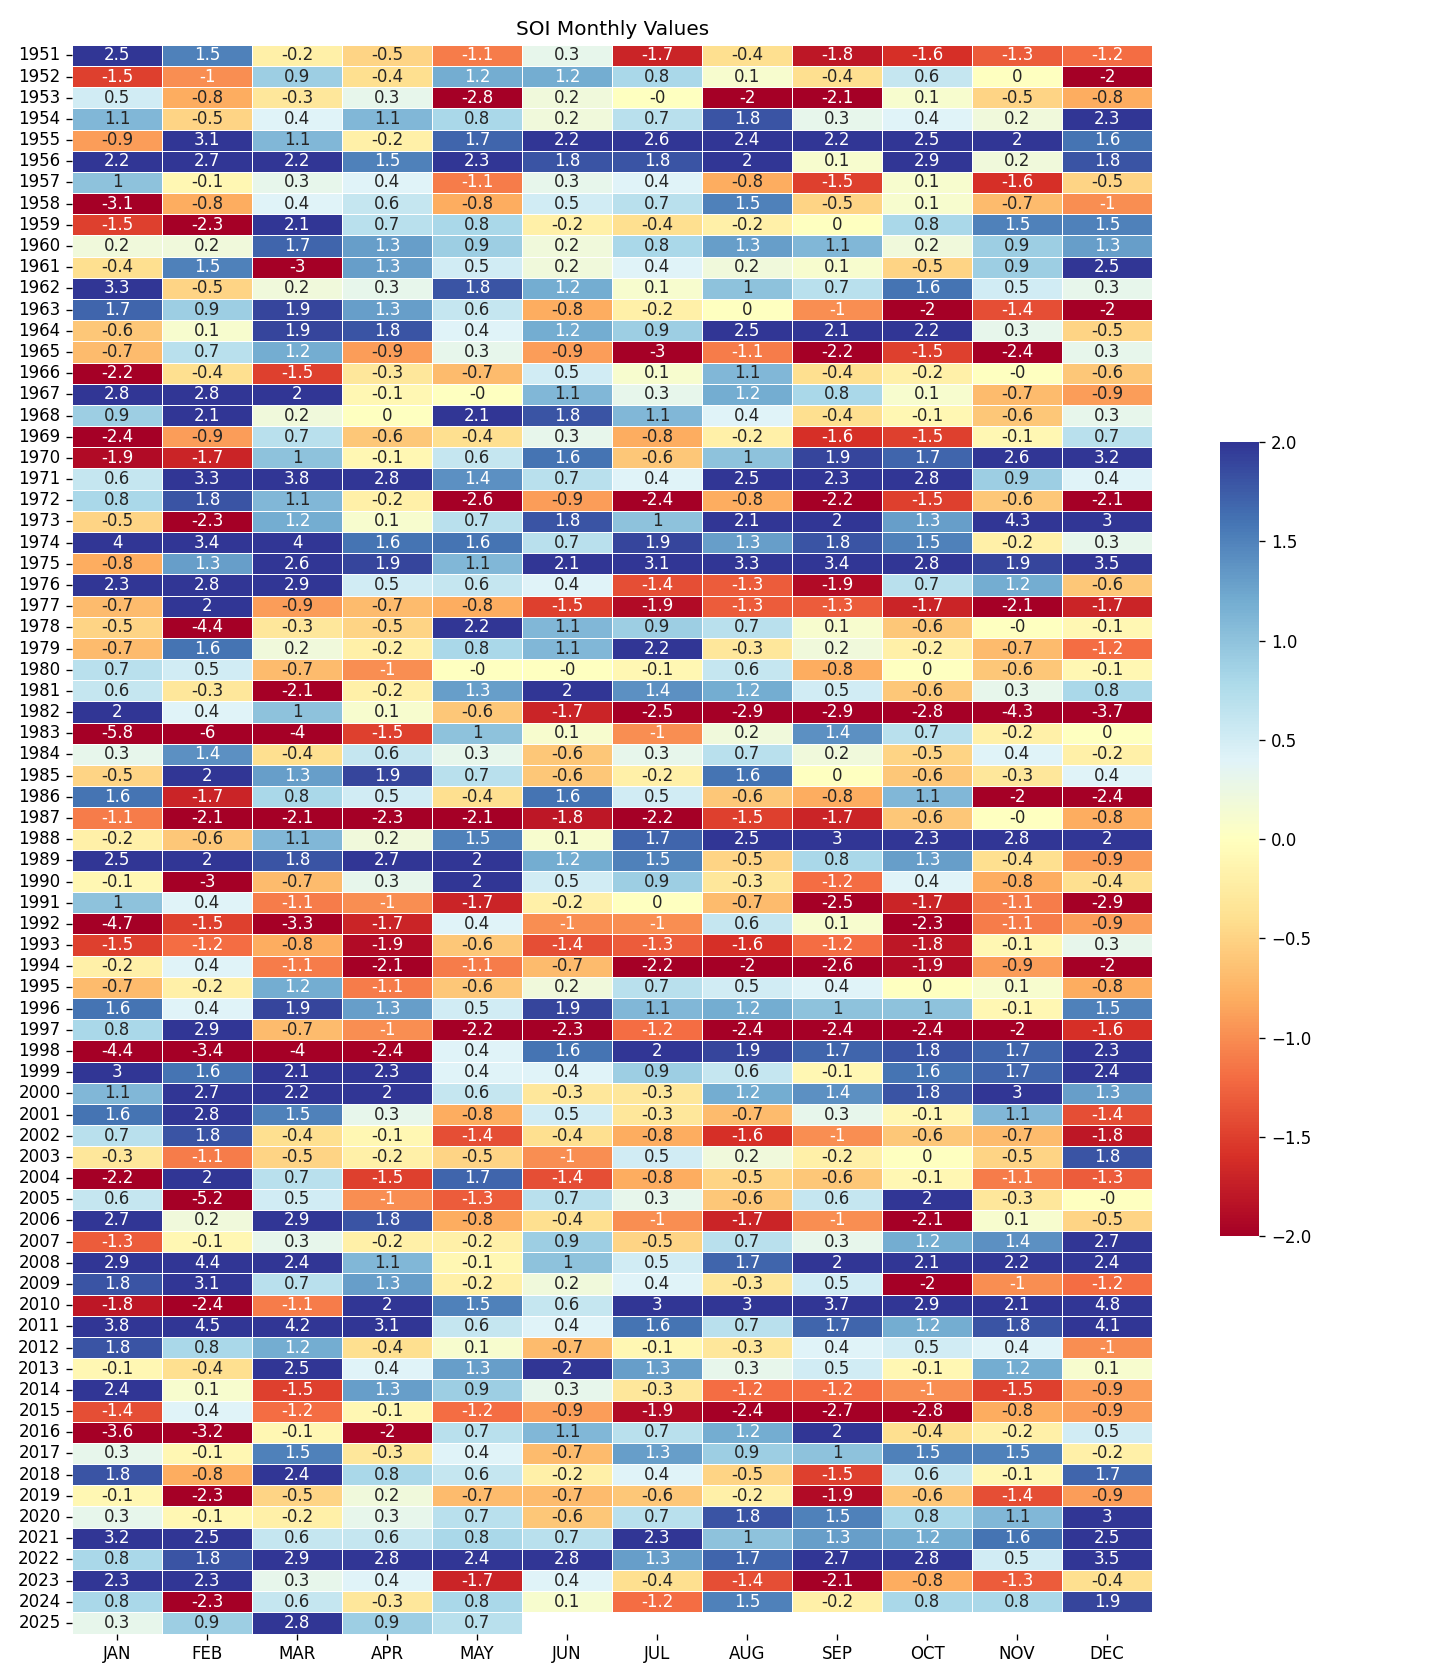 SOI Monthly Values
1951 2.5 1.5 -0.2 -0.5 -1.1 0.3 -1.7 -0.4 -1.8 -1.6 -1.3 -1.2
1952 -1.5 -1 0.9 -0.4 1.2 1.2 0.8 0.1 -0.4 0.6 0 -2
1953 0.5 -0.8 -0.3 0.3 -2.8 0.2 -0 -2 -2.1 0.1 -0.5 -0.8
1954 1.1 -0.5 0.4 1.1 0.8 0.2 0.7 1.8 0.3 0.4 0.2 2.3
1955 -0.9 3.1 1.1 -0.2 1.7 2.2 2.6 2.4 2.2 2.5 2 1.6
1956 2.2 2.7 2.2 1.5 2.3 1.8 1.8 2 0.1 2.9 0.2 1.8
1957 1 -0.1 0.3 0.4 -1.1 0.3 0.4 -0.8 -1.5 0.1 -1.6 -0.5
1958 -3.1 -0.8 0.4 0.6 -0.8 0.5 0.7 1.5 -0.5 0.1 -0.7 -1
1959 -1.5 -2.3 2.1 0.7 0.8 -0.2 -0.4 -0.2 0 0.8 1.5 1.5
1960 0.2 0.2 1.7 1.3 0.9 0.2 0.8 1.3 1.1 0.2 0.9 1.3
1961 -0.4 1.5 -3 1.3 0.5 0.2 0.4 0.2 0.1 -0.5 0.9 2.5
1962 3.3 -0.5 0.2 0.3 1.8 1.2 0.1 1 0.7 1.6 0.5 0.3
1963 1.7 0.9 1.9 1.3 0.6 -0.8 -0.2 0 -1 -2 -1.4 -2
1964 -0.6 0.1 1.9 1.8 0.4 1.2 0.9 2.5 2.1 2.2 0.3 -0.5
1965 -0.7 0.7 1.2 -0.9 0.3 -0.9 -3 -1.1 -2.2 -1.5 -2.4 0.3
1966 -2.2 -0.4 -1.5 -0.3 -0.7 0.5 0.1 1.1 -0.4 -0.2 -0 -0.6
1967 2.8 2.8 2 -0.1 -0 1.1 0.3 1.2 0.8 0.1 -0.7 -0.9
1968 0.9 2.1 0.2 0 2.1 1.8 1.1 0.4 -0.4 -0.1 -0.6 0.3
1969 -2.4 -0.9 0.7 -0.6 -0.4 0.3 -0.8 -0.2 -1.6 -1.5 -0.1 0.7
1970 -1.9 -1.7 1 -0.1 0.6 1.6 -0.6 1 1.9 1.7 2.6 3.2
1971 0.6 3.3 3.8 2.8 1.4 0.7 0.4 2.5 2.3 2.8 0.9 0.4
1972 0.8 1.8 1.1 -0.2 -2.6 -0.9 -2.4 -0.8 -2.2 -1.5 -0.6 -2.1
1973 -0.5 -2.3 1.2 0.1 0.7 1.8 1 2.1 2 1.3 4.3 3
1974 4 3.4 4 1.6 1.6 0.7 1.9 1.3 1.8 1.5 -0.2 0.3
1975 -0.8 1.3 2.6 1.9 1.1 2.1 3.1 3.3 3.4 2.8 1.9 3.5
1976 2.3 2.8 2.9 0.5 0.6 0.4 -1.4 -1.3 -1.9 0.7 1.2 -0.6
1977 -0.7 2 -0.9 -0.7 -0.8 -1.5 -1.9 -1.3 -1.3 -1.7 -2.1 -1.7
1978 -0.5 -4.4 -0.3 -0.5 2.2 1.1 0.9 0.7 0.1 -0.6 -0 -0.1
1979 -0.7 1.6 0.2 -0.2 0.8 1.1 2.2 -0.3 0.2 -0.2 -0.7 -1.2
1980 0.7 0.5 -0.7 -1 -0 -0 -0.1 0.6 -0.8 0 -0.6 -0.1
1981 0.6 -0.3 -2.1 -0.2 1.3 2 1.4 1.2 0.5 -0.6 0.3 0.8
1982 2 0.4 1 0.1 -0.6 -1.7 -2.5 -2.9 -2.9 -2.8 -4.3 -3.7
1983 -5.8 -6 -4 -1.5 1 0.1 -1 0.2 1.4 0.7 -0.2 0
1984 0.3 1.4 -0.4 0.6 0.3 -0.6 0.3 0.7 0.2 -0.5 0.4 -0.2
1985 -0.5 2 1.3 1.9 0.7 -0.6 -0.2 1.6 0 -0.6 -0.3 0.4
1986 1.6 -1.7 0.8 0.5 -0.4 1.6 0.5 -0.6 -0.8 1.1 -2 -2.4
1987 -1.1 -2.1 -2.1 -2.3 -2.1 -1.8 -2.2 -1.5 -1.7 -0.6 -0 -0.8
1988 -0.2 -0.6 1.1 0.2 1.5 0.1 1.7 2.5 3 2.3 2.8 2
1989 2.5 2 1.8 2.7 2 1.2 1.5 -0.5 0.8 1.3 -0.4 -0.9
1990 -0.1 -3 -0.7 0.3 2 0.5 0.9 -0.3 -1.2 0.4 -0.8 -0.4
1991 1 0.4 -1.1 -1 -1.7 -0.2 0 -0.7 -2.5 -1.7 -1.1 -2.9
1992 -4.7 -1.5 -3.3 -1.7 0.4 -1 -1 0.6 0.1 -2.3 -1.1 -0.9
1993 -1.5 -1.2 -0.8 -1.9 -0.6 -1.4 -1.3 -1.6 -1.2 -1.8 -0.1 0.3
1994 -0.2 0.4 -1.1 -2.1 -1.1 -0.7 -2.2 -2 -2.6 -1.9 -0.9 -2
1995 -0.7 -0.2 1.2 -1.1 -0.6 0.2 0.7 0.5 0.4 0 0.1 -0.8
1996 1.6 0.4 1.9 1.3 0.5 1.9 1.1 1.2 1 1 -0.1 1.5
1997 0.8 2.9 -0.7 -1 -2.2 -2.3 -1.2 -2.4 -2.4 -2.4 -2 -1.6
1998 -4.4 -3.4 -4 -2.4 0.4 1.6 2 1.9 1.7 1.8 1.7 2.3
1999 3 1.6 2.1 2.3 0.4 0.4 0.9 0.6 -0.1 1.6 1.7 2.4
2000 1.1 2.7 2.2 2 0.6 -0.3 -0.3 1.2 1.4 1.8 3 1.3
2001 1.6 2.8 1.5 0.3 -0.8 0.5 -0.3 -0.7 0.3 -0.1 1.1 -1.4
2002 0.7 1.8 -0.4 -0.1 -1.4 -0.4 -0.8 -1.6 -1 -0.6 -0.7 -1.8
2003 -0.3 -1.1 -0.5 -0.2 -0.5 -1 0.5 0.2 -0.2 0 -0.5 1.8
2004 -2.2 2 0.7 -1.5 1.7 -1.4 -0.8 -0.5 -0.6 -0.1 -1.1 -1.3
2005 0.6 -5.2 0.5 -1 -1.3 0.7 0.3 -0.6 0.6 2 -0.3 -0
2006 2.7 0.2 2.9 1.8 -0.8 -0.4 -1 -1.7 -1 -2.1 0.1 -0.5
2007 -1.3 -0.1 0.3 -0.2 -0.2 0.9 -0.5 0.7 0.3 1.2 1.4 2.7
2008 2.9 4.4 2.4 1.1 -0.1 1 0.5 1.7 2 2.1 2.2 2.4
2009 1.8 3.1 0.7 1.3 -0.2 0.2 0.4 -0.3 0.5 -2 -1 -1.2
2010 -1.8 -2.4 -1.1 2 1.5 0.6 3 3 3.7 2.9 2.1 4.8
2011 3.8 4.5 4.2 3.1 0.6 0.4 1.6 0.7 1.7 1.2 1.8 4.1
2012 1.8 0.8 1.2 -0.4 0.1 -0.7 -0.1 -0.3 0.4 0.5 0.4 -1
2013 -0.1 -0.4 2.5 0.4 1.3 2 1.3 0.3 0.5 -0.1 1.2 0.1
2014 2.4 0.1 -1.5 1.3 0.9 0.3 -0.3 -1.2 -1.2 -1 -1.5 -0.9
2015 -1.4 0.4 -1.2 -0.1 -1.2 -0.9 -1.9 -2.4 -2.7 -2.8 -0.8 -0.9
2016 -3.6 -3.2 -0.1 -2 0.7 1.1 0.7 1.2 2 -0.4 -0.2 0.5
2017 0.3 -0.1 1.5 -0.3 0.4 -0.7 1.3 0.9 1 1.5 1.5 -0.2
2018 1.8 -0.8 2.4 0.8 0.6 -0.2 0.4 -0.5 -1.5 0.6 -0.1 1.7
2019 -0.1 -2.3 -0.5 0.2 -0.7 -0.7 -0.6 -0.2 -1.9 -0.6 -1.4 -0.9
2020 0.3 -0.1 -0.2 0.3 0.7 -0.6 0.7 1.8 1.5 0.8 1.1 3
2021 3.2 2.5 0.6 0.6 0.8 0.7 2.3 1 1.3 1.2 1.6 2.5
2022 0.8 1.8 2.9 2.8 2.4 2.8 1.3 1.7 2.7 2.8 0.5 3.5
2023 2.3 2.3 0.3 0.4 -1.7 0.4 -0.4 -1.4 -2.1 -0.8 -1.3 -0.4
2024 0.8 -2.3 0.6 -0.3 0.8 0.1 -1.2 1.5 -0.2 0.8 0.8 1.9
2025 0.3 0.9 2.8 0.9 0.7
JAN FEB MAR APR MAY JUN JUL AUG SEP OCT NOV DEC
2.0
1.5
1.0
0.5
0.0
−0.5
−1.0
−1.5
−2.0